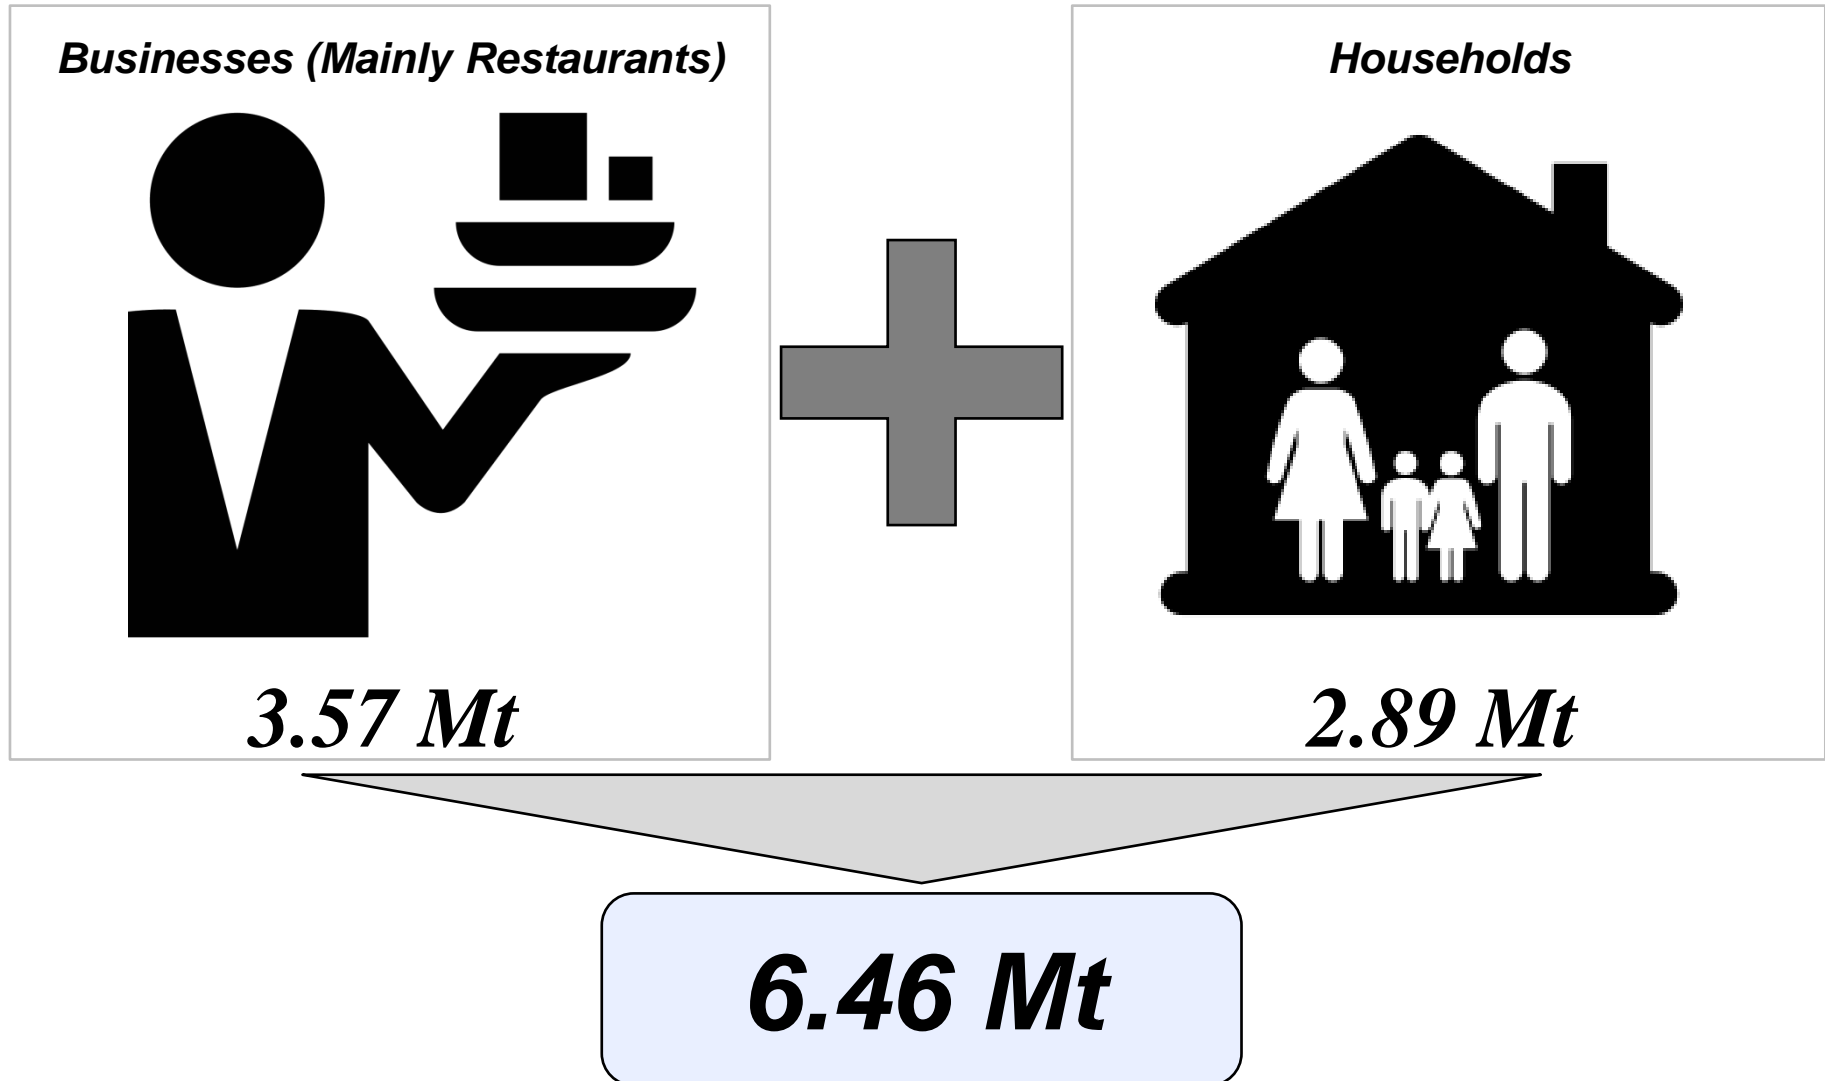 Businesses (Mainly Restaurants)
Households
3.57 Mt
2.89 Mt
6.46 Mt